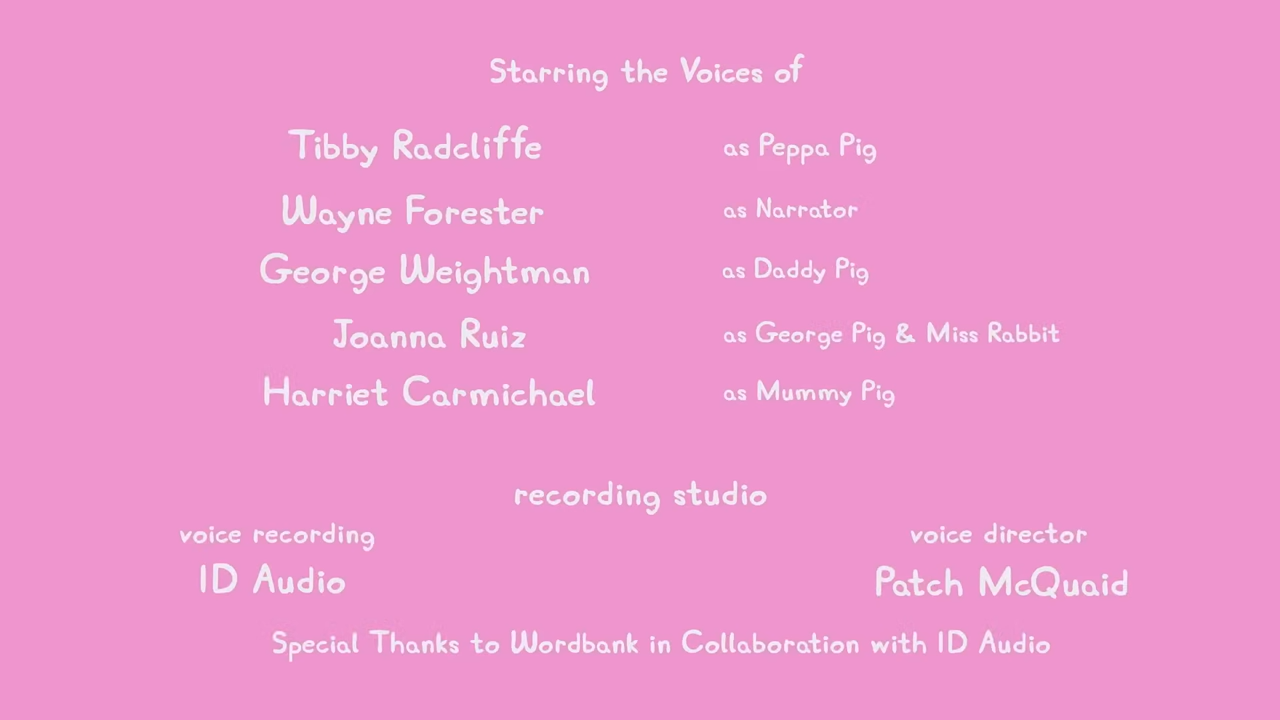 Starring the Voices of
Tibby Radcliffe as Peppa Pig
Wayne Forester as Narrator
George Weightman as Daddy Pig
Joanna Ruiz as George Pig & Miss Rabbit
Harriet Carmichael as Mummy Pig
recording studio
voice recording voice director
ID Audio Patch McQuaid
Special Thanks to Wordbank in Collaboration with ID Audio